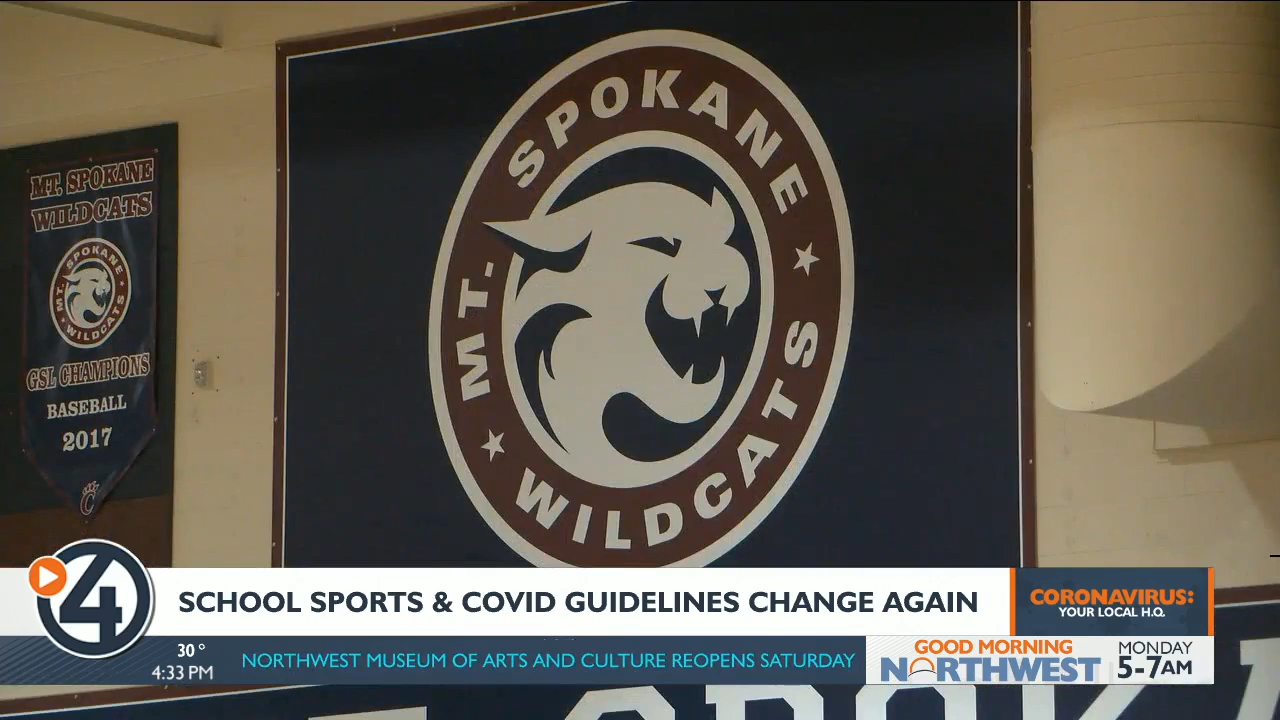 MT. SPOKANE
WILDCATS
SPOKANE
MT.
WILDCATS
GSL CHAMPIONS
BASEBALL
2017
C
MT. SPOKANE
WILDCATS
4
SCHOOL SPORTS & COVID GUIDELINES CHANGE AGAIN
CORONAVIRUS:
YOUR LOCAL H.Q.
30°
4:33 PM
NORTHWEST MUSEUM OF ARTS AND CULTURE REOPENS SATURDAY
GOOD MORNING
NORTHWEST
MONDAY
5-7AM